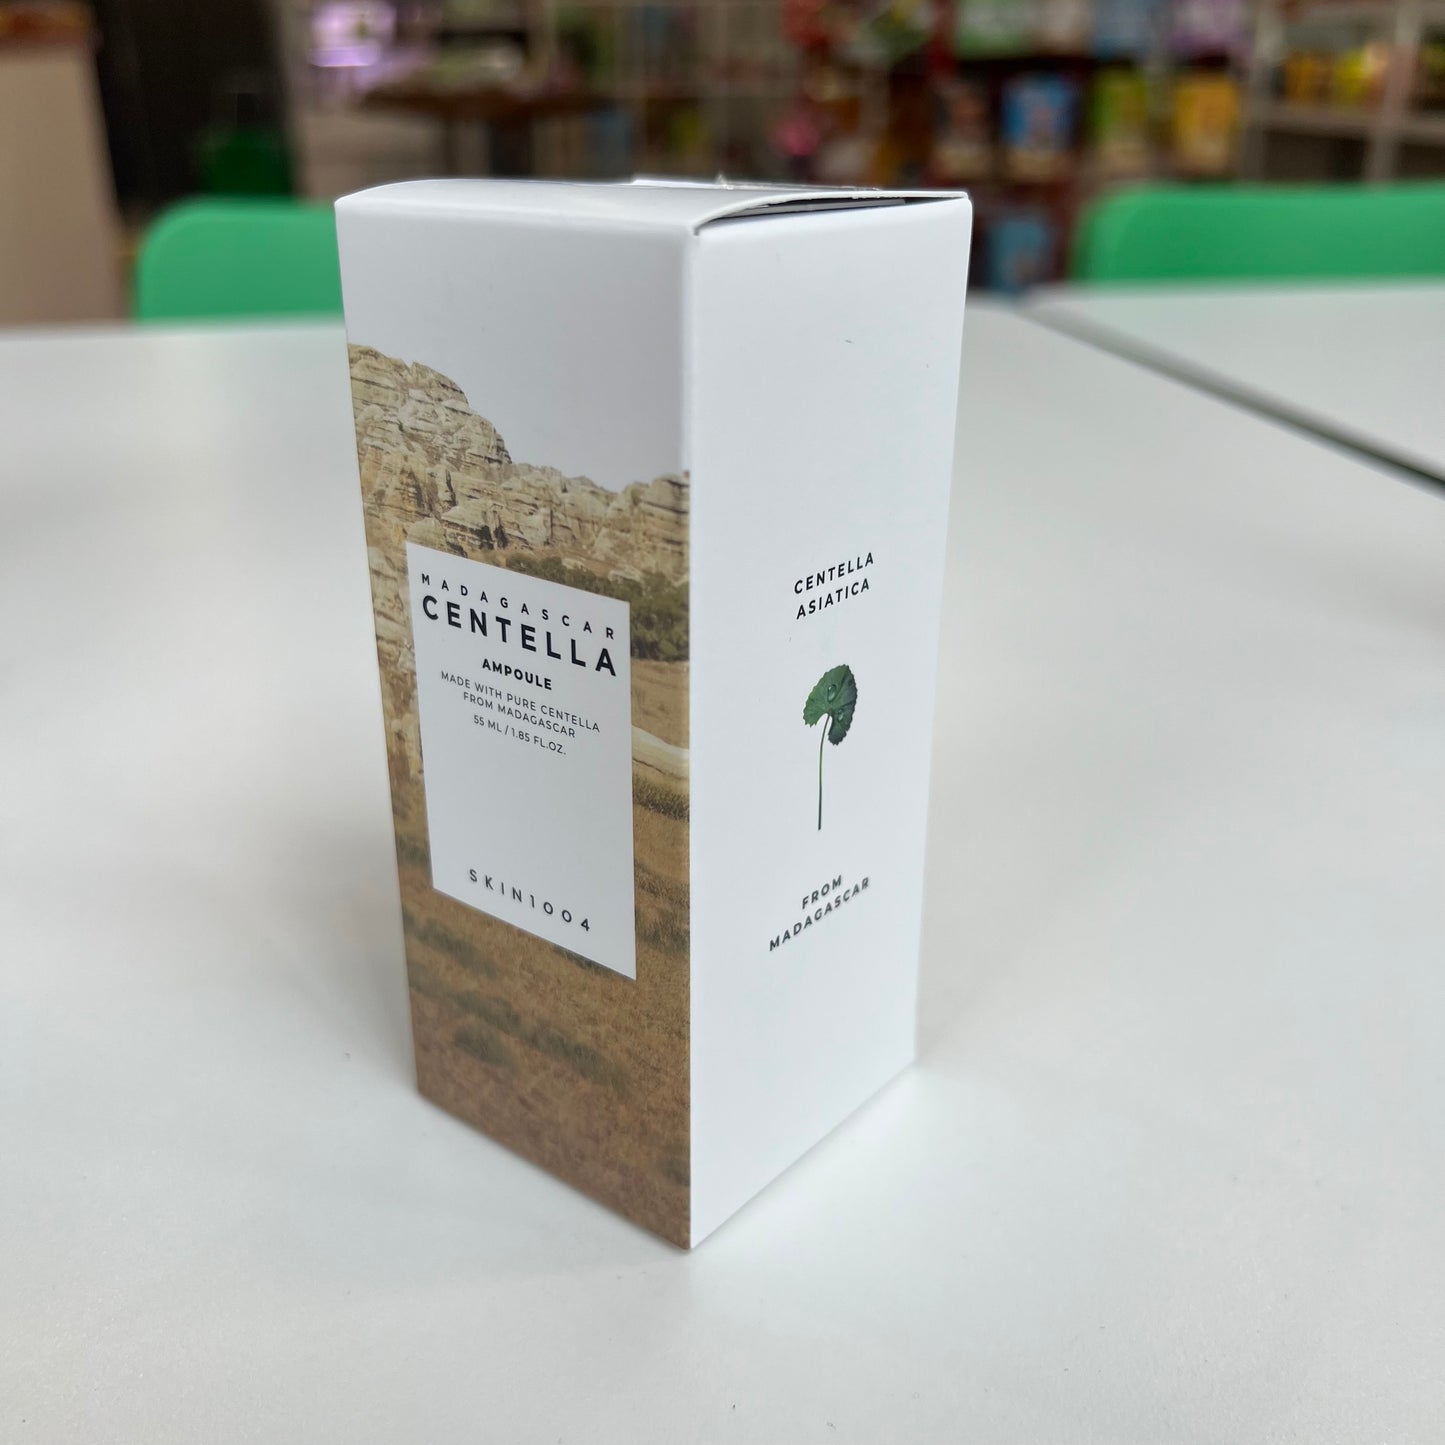 MADAGASCAR
CENTELLA
AMPOULE
MADE WITH PURE CENTELLA
FROM MADAGASCAR
55 ML / 1.85 FL.OZ.
SKIN1004
CENTELLA
ASIATICA
FROM
MADAGASCAR